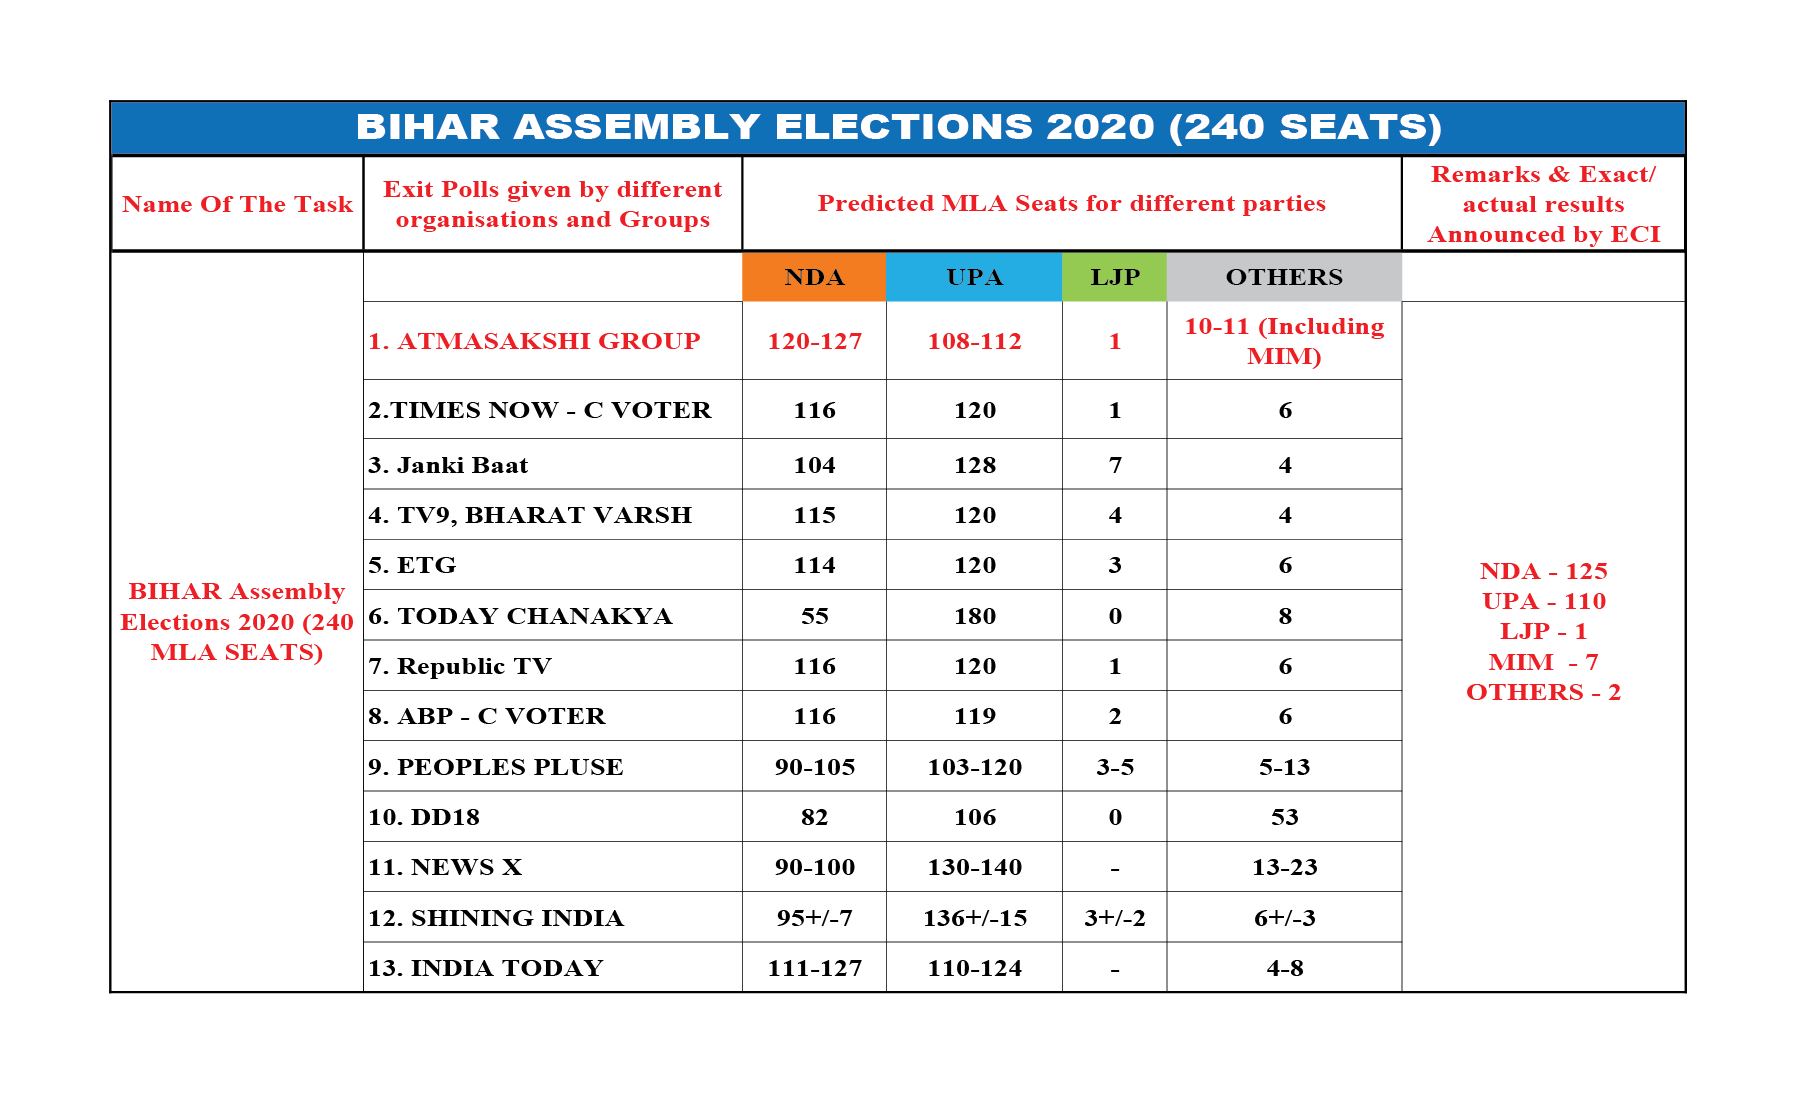 BIHAR ASSEMBLY ELECTIONS 2020 (240 SEATS)
Name Of The Task
Exit Polls given by different
organisations and Groups
Predicted MLA Seats for different parties
Remarks & Exact/
actual results
Announced by ECI
NDA UPA LJP OTHERS
BIHAR Assembly
Elections 2020 (240
MLA SEATS)
1. ATMASAKSHI GROUP 120-127 108-112 1 10-11 (Including
MIM)
2.TIMES NOW - C VOTER 116 120 1 6
3. Janki Baat 104 128 7 4
4. TV9, BHARAT VARSH 115 120 4 4
5. ETG 114 120 3 6
6. TODAY CHANAKYA 55 180 0 8
7. Republic TV 116 120 1 6
8. ABP - C VOTER 116 119 2 6
9. PEOPLES PLUSE 90-105 103-120 3-5 5-13
10. DD18 82 106 0 53
11. NEWS X 90-100 130-140 - 13-23
12. SHINING INDIA 95+/-7 136+/-15 3+/-2 6+/-3
13. INDIA TODAY 111-127 110-124 - 4-8
NDA - 125
UPA - 110
LJP - 1
MIM - 7
OTHERS - 2